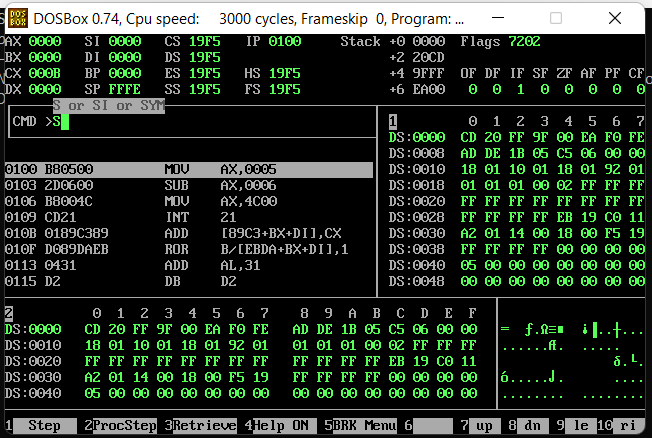 DOSBox 0.74, Cpu speed: 3000 cycles, Frameskip 0, Program: ...
AX 0000 SI 0000 CS 19F5 IP 0100 Stack +0 0000 Flags 7202
BX 0000 DI 0000 DS 19F5 +2 20CD
CX 000B BP 0000 ES 19F5 HS 19F5 +4 9FFF OF DF IF SF ZF AF PF CF
DX 0000 SP FFFE SS 19F5 FS 19F5 +6 EA00 0 0 1 0 0 0 0 0
S or SI or SYM
CMD >S
1 0 1 2 3 4 5 6 7
DS:0000 CD 20 FF 9F 00 EA F0 FE
DS:0008 AD DE 1B 05 C5 06 00 00
DS:0010 18 01 10 01 18 01 92 01
DS:0018 01 01 01 00 02 FF FF FF
DS:0020 FF FF FF FF FF FF FF FF
DS:0028 FF FF FF FF EB 19 C0 11
DS:0030 A2 01 14 00 18 00 F5 19
DS:0038 FF FF FF FF 00 00 00 00
DS:0040 05 00 00 00 00 00 00 00
DS:0048 00 00 00 00 00 00 00 00
0100 B80500 MOV AX,0005
0103 2D0600 SUB AX,0006
0106 B8004C MOV AX,4C00
0109 CD21 INT 21
010B 0189C389 ADD [89C3+BX+DI],CX
010F D089DAEB ROR B/[EBDA+BX+DI],1
0113 0431 ADD AL,31
0115 D2 DB D2
2 0 1 2 3 4 5 6 7 8 9 A B C D E F
DS:0000 CD 20 FF 9F 00 EA F0 FE AD DE 1B 05 C5 06 00 00
DS:0010 18 01 10 01 18 01 92 01 01 01 01 00 02 FF FF FF
DS:0020 FF FF FF FF FF FF FF FF FF FF FF FF EB 19 C0 11
DS:0030 A2 01 14 00 18 00 F5 19 FF FF FF FF 00 00 00 00
DS:0040 05 00 00 00 00 00 00 00 00 00 00 00 00 00 00 00
= ƒ.Ω≡■ ¡▐..┼.
......Æ. .....
δ.└.
ó.....⌡. ....
........ ........
1 Step 2ProcStep 3Retrieve 4Help ON 5BRK Menu 6 7 up 8 dn 9 le 10 ri